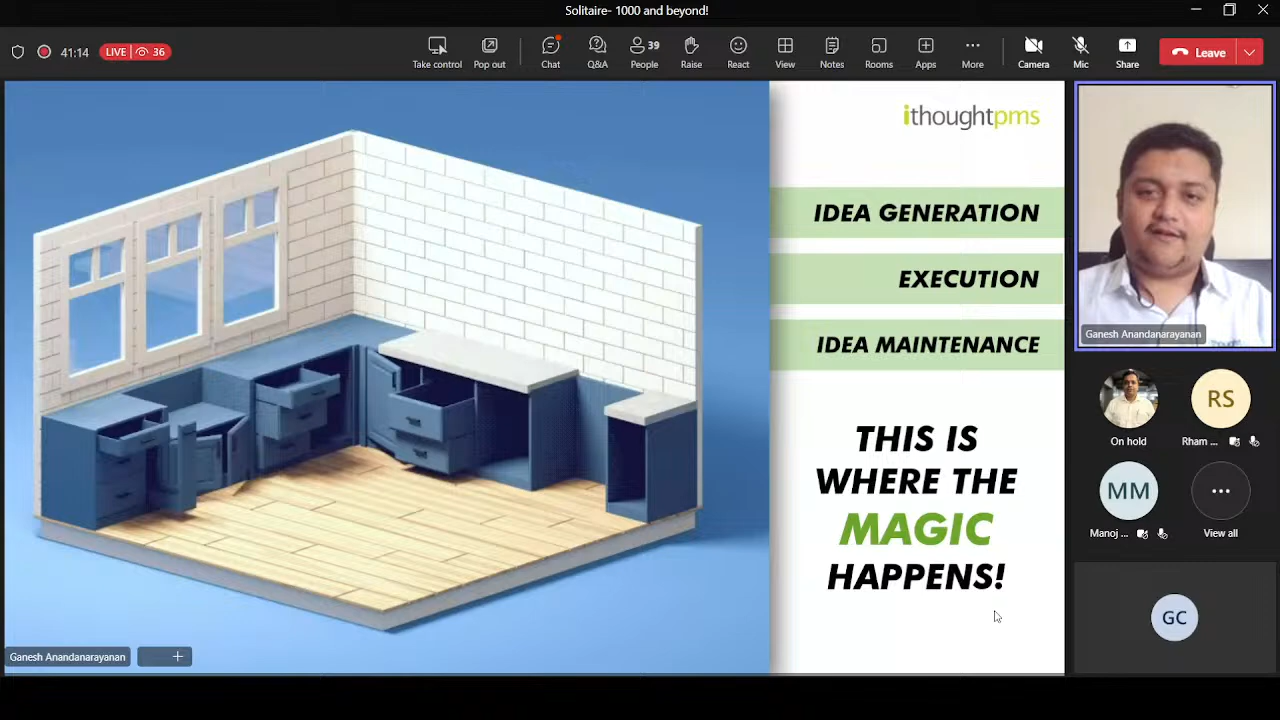 Solitaire- 1000 and beyond!
41:14
LIVE 36
Take control
Pop out
Chat
Q&A
39
People
Raise
React
View
Notes
Rooms
Apps
More
Camera
Mic
Share
Leave
ithoughtpms
IDEA GENERATION
EXECUTION
IDEA MAINTENANCE
THIS IS
WHERE THE
MAGIC
HAPPENS!
Ganesh Anandanarayanan
On hold
RS
Rham ...
MM
Manoj ...
View all
GC
Ganesh Anandanarayanan